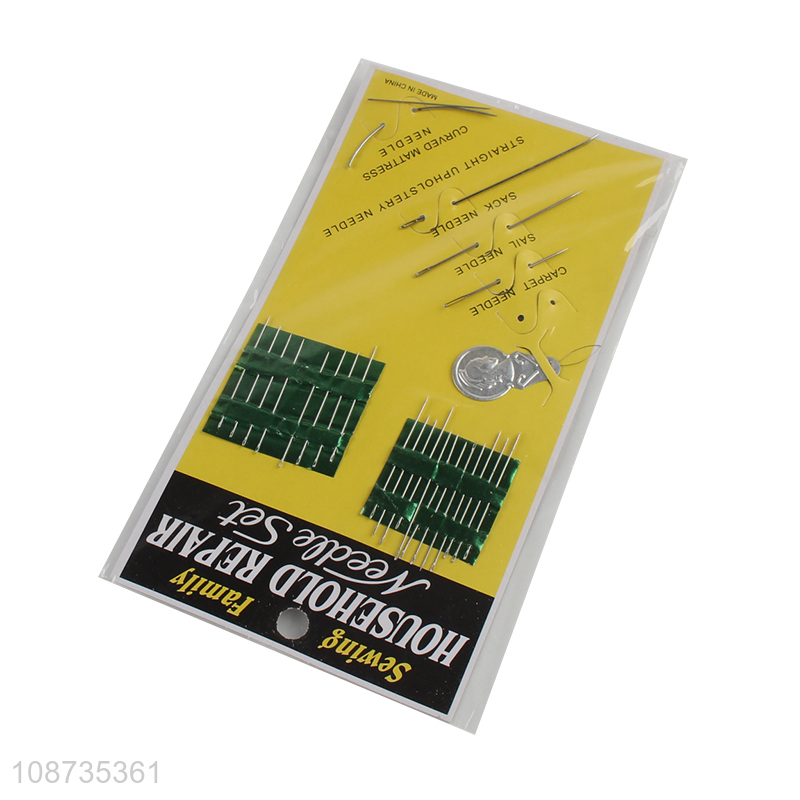 Sewing Family
HOUSEHOLD REPAIR
Needle Set
CARPET NEEDLE
SAIL NEEDLE
SACK NEEDLE
STRAIGHT UPHOLSTERY NEEDLE
CURVED MATTRESS
NEEDLE
MADE IN CHINA
108735361